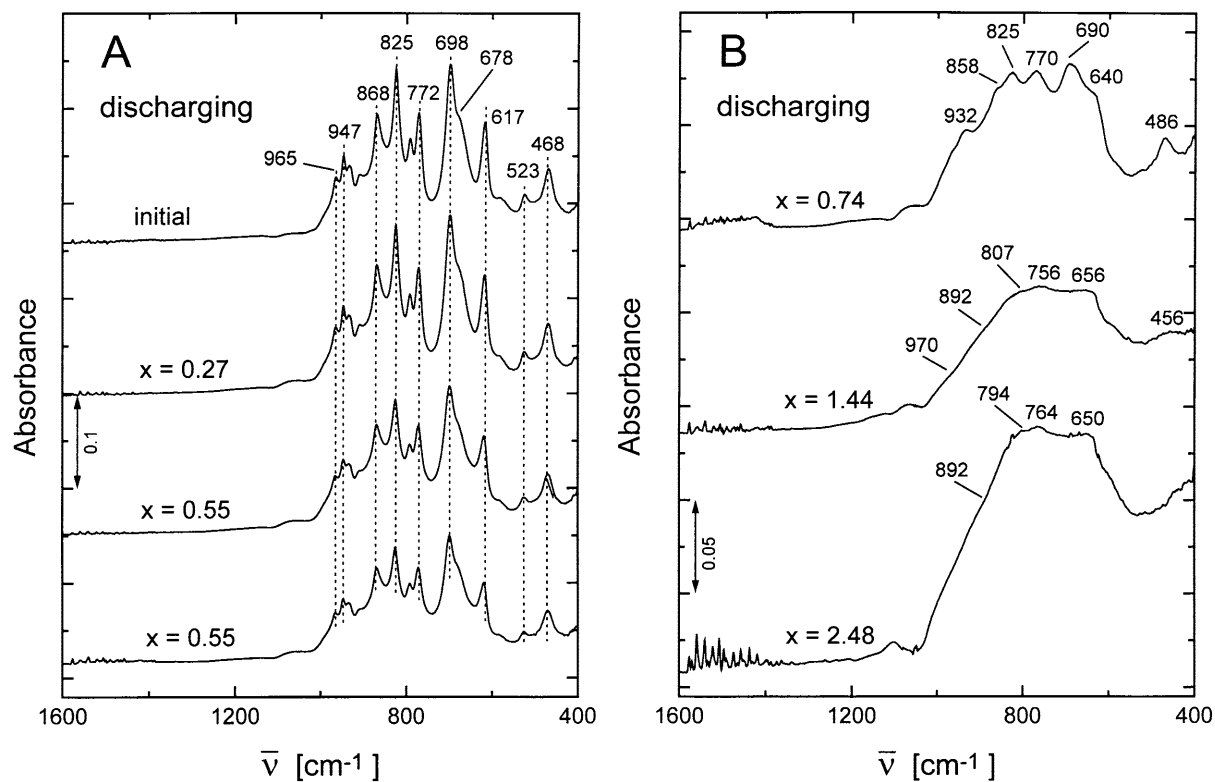 A
discharging
825
698
678
868
772
617
947
965
523
468
initial
x = 0.27
0.1
x = 0.55
x = 0.55
Absorbance
1600
1200
800
400
ν̅ [cm-1 ]
B
discharging
825
690
858
770
640
932
486
x = 0.74
807
756
656
892
456
970
x = 1.44
794
764
650
892
0.05
x = 2.48
Absorbance
1600
1200
800
400
ν̅ [cm-1 ]